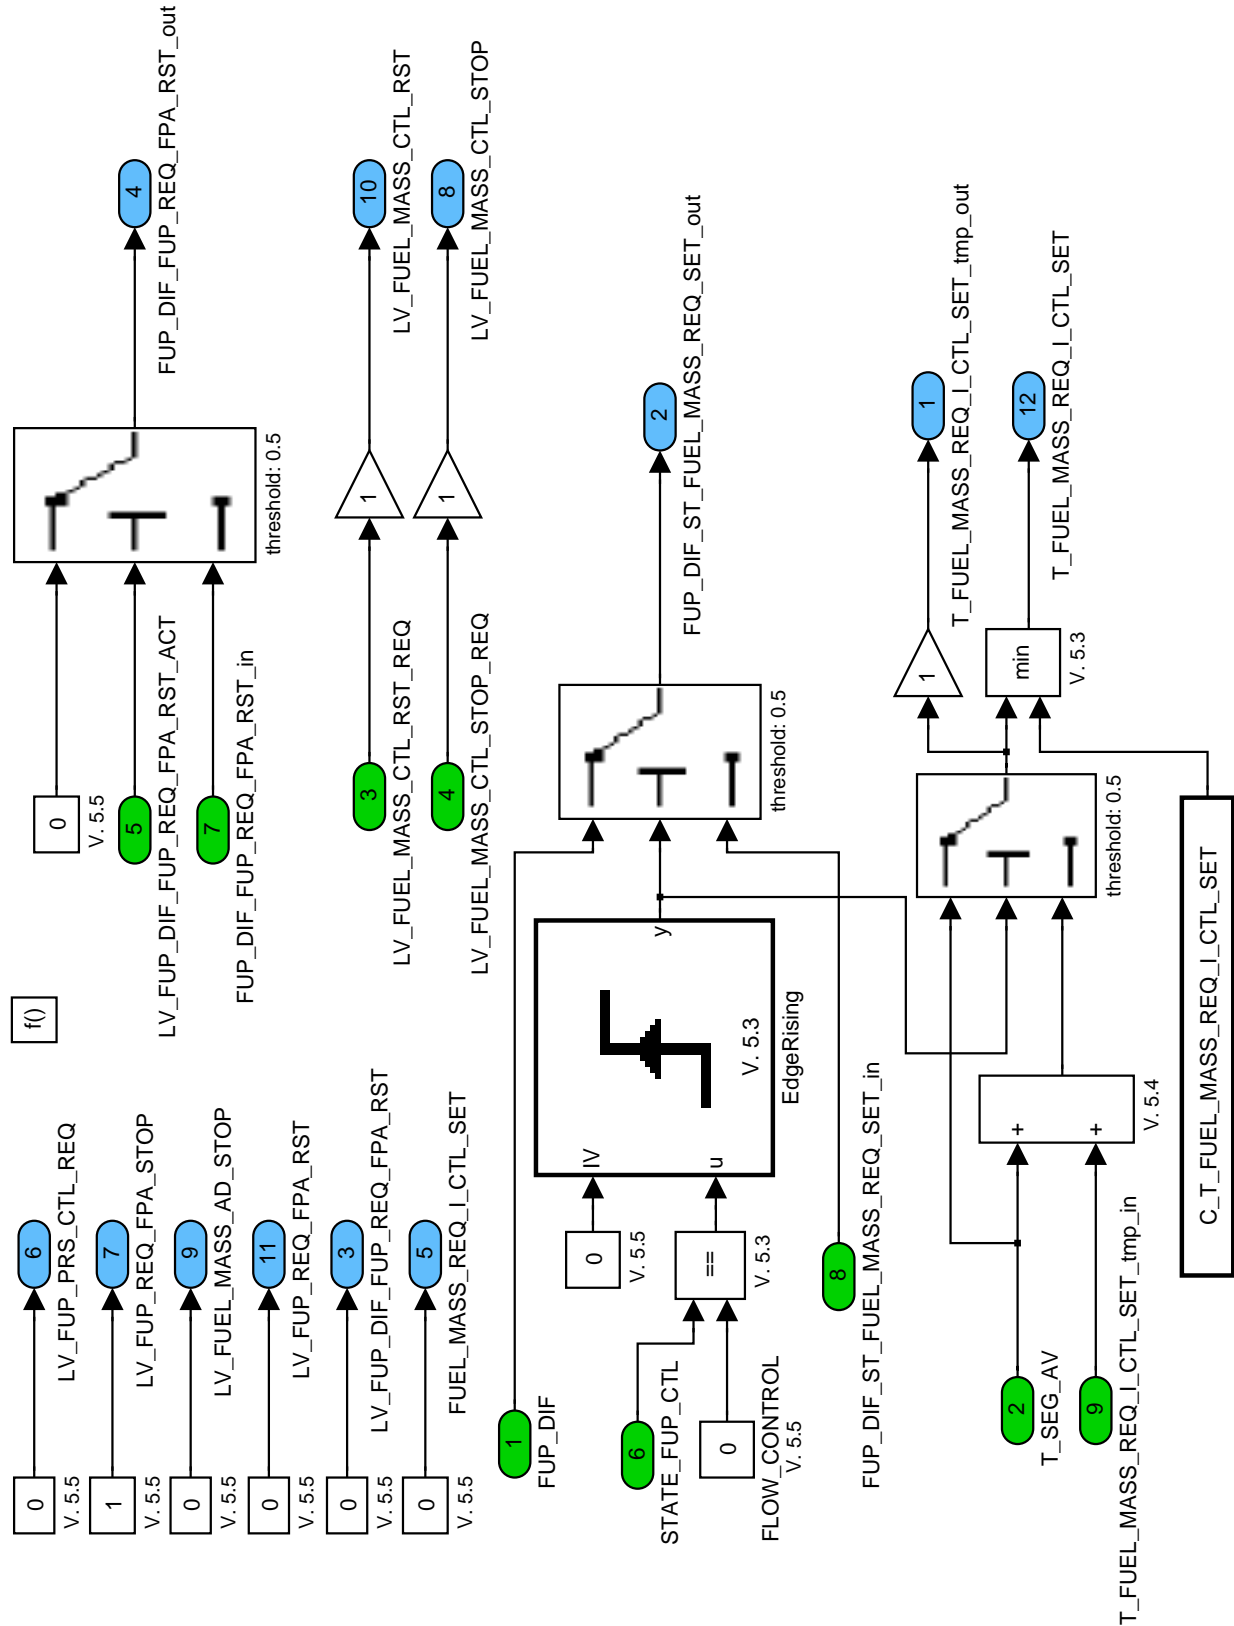 0
V. 5.5
6
LV_FUP_PRS_CTL_REQ
1
V. 5.5
7
LV_FUP_REQ_FPA_STOP
0
V. 5.5
9
LV_FUEL_MASS_AD_STOP
0
V. 5.5
11
LV_FUP_REQ_FPA_RST
0
V. 5.5
3
LV_FUP_DIF_FUP_REQ_FPA_RST
0
V. 5.5
5
FUEL_MASS_REQ_I_CTL_SET
f()
0
V. 5.5
5
LV_FUP_DIF_FUP_REQ_FPA_RST_ACT
7
FUP_DIF_FUP_REQ_FPA_RST_in
threshold: 0.5
4
FUP_DIF_FUP_REQ_FPA_RST_out
3
LV_FUEL_MASS_CTL_RST_REQ
1
10
LV_FUEL_MASS_CTL_RST
4
LV_FUEL_MASS_CTL_STOP_REQ
1
8
LV_FUEL_MASS_CTL_STOP
1
FUP_DIF
6
STATE_FUP_CTL
0
FLOW_CONTROL
V. 5.5
0
V. 5.5
==
V. 5.3
IV
u
y
V. 5.3
EdgeRising
8
FUP_DIF_ST_FUEL_MASS_REQ_SET_in
threshold: 0.5
2
FUP_DIF_ST_FUEL_MASS_REQ_SET_out
2
T_SEG_AV
9
T_FUEL_MASS_REQ_I_CTL_SET_tmp_in
+
+
V. 5.4
threshold: 0.5
1
1
T_FUEL_MASS_REQ_I_CTL_SET_tmp_out
min
V. 5.3
12
T_FUEL_MASS_REQ_I_CTL_SET
C_T_FUEL_MASS_REQ_I_CTL_SET